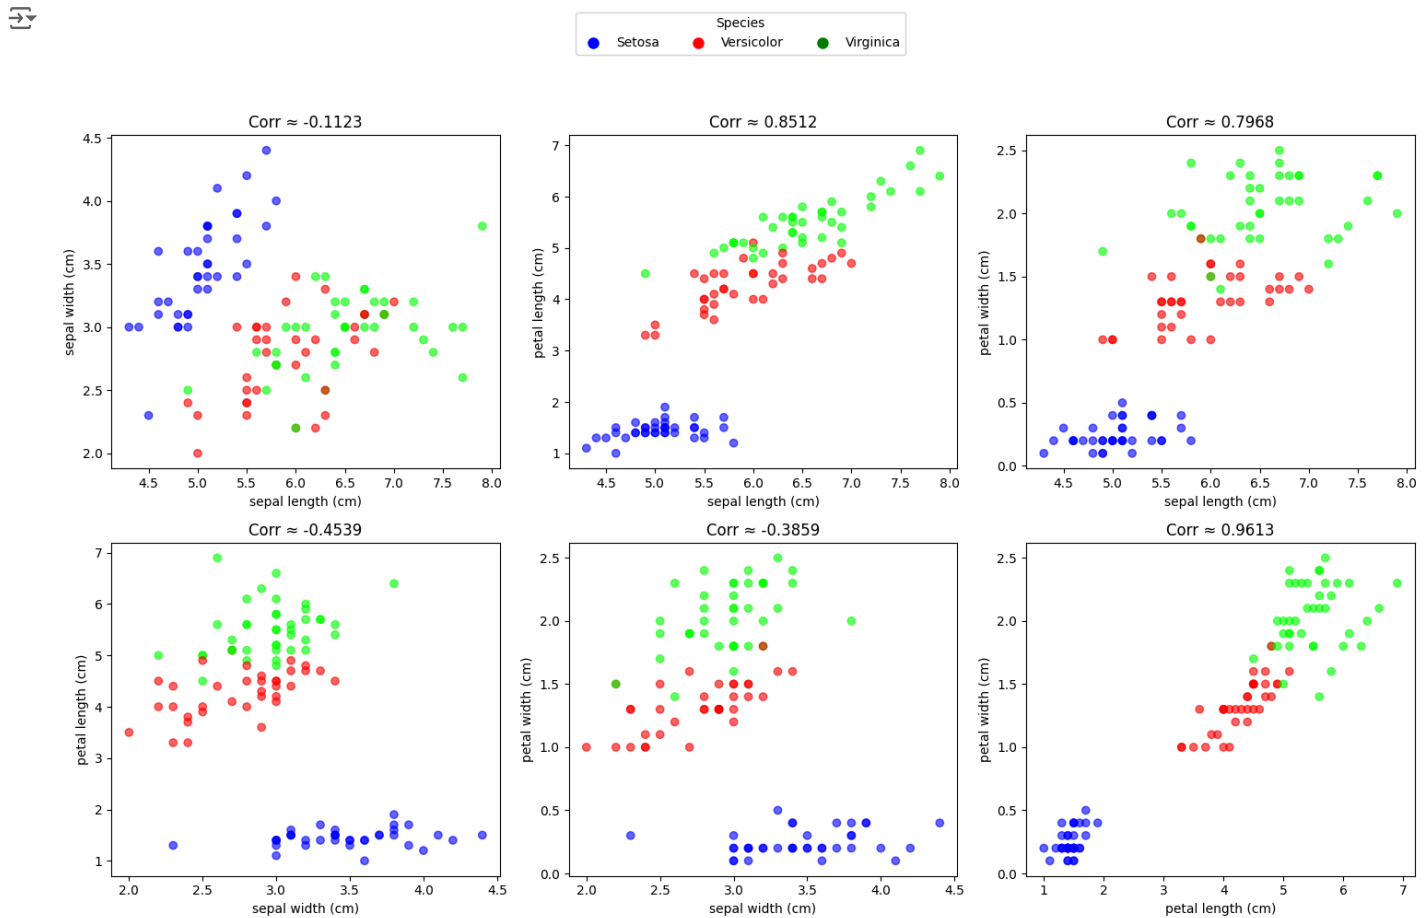 Species
Setosa Versicolor Virginica
Corr ≈ -0.1123
4.5
4.0
3.5
3.0
2.5
2.0
sepal width (cm)
4.5 5.0 5.5 6.0 6.5 7.0 7.5 8.0
sepal length (cm)
Corr ≈ 0.8512
7
6
5
4
3
2
1
petal length (cm)
4.5 5.0 5.5 6.0 6.5 7.0 7.5 8.0
sepal length (cm)
Corr ≈ 0.7968
2.5
2.0
1.5
1.0
0.5
0.0
petal width (cm)
4.5 5.0 5.5 6.0 6.5 7.0 7.5 8.0
sepal length (cm)
Corr ≈ -0.4539
7
6
5
4
3
2
1
petal length (cm)
2.0 2.5 3.0 3.5 4.0 4.5
sepal width (cm)
Corr ≈ -0.3859
2.5
2.0
1.5
1.0
0.5
0.0
petal width (cm)
2.0 2.5 3.0 3.5 4.0 4.5
sepal width (cm)
Corr ≈ 0.9613
2.5
2.0
1.5
1.0
0.5
0.0
petal width (cm)
1 2 3 4 5 6 7
petal length (cm)